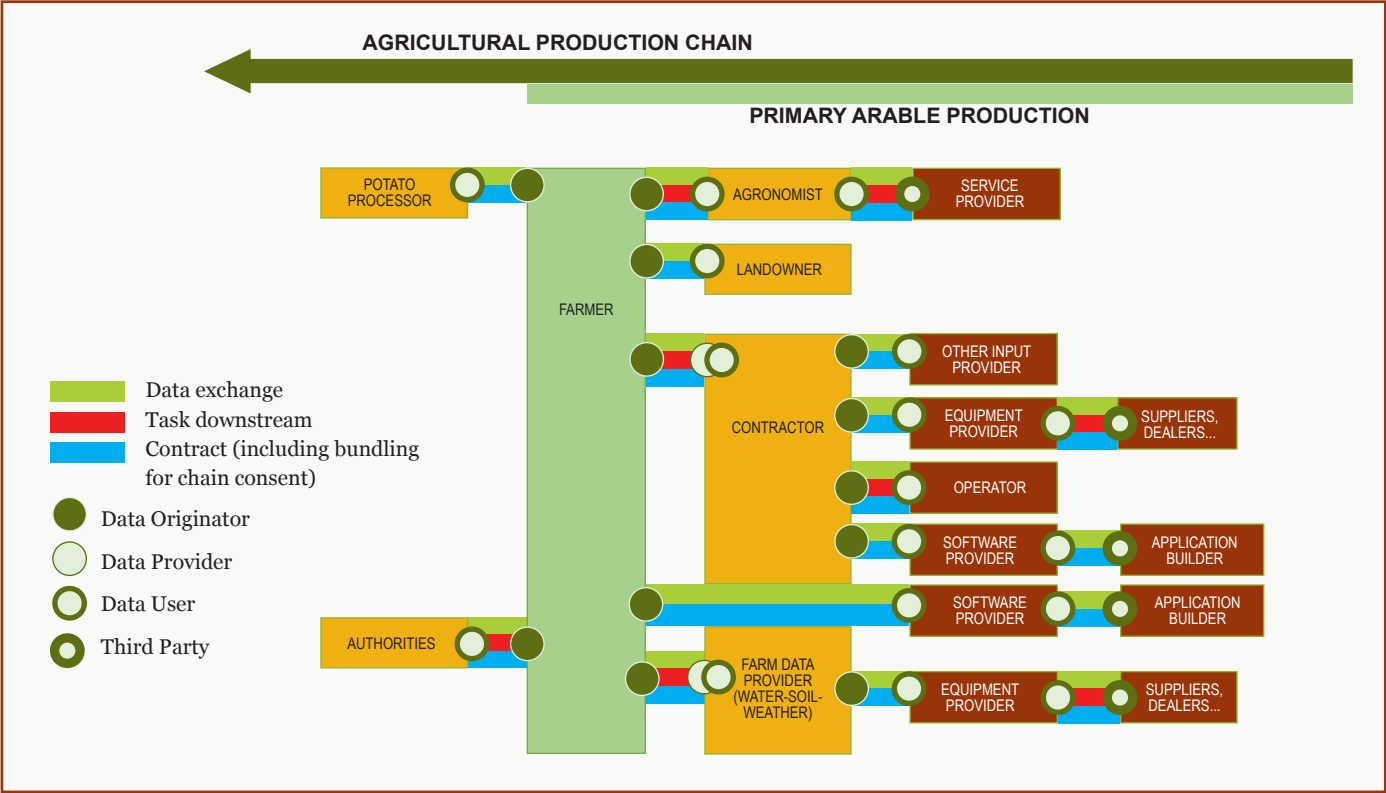 AGRICULTURAL PRODUCTION CHAIN
PRIMARY ARABLE PRODUCTION
POTATO
PROCESSOR
AGRONOMIST
SERVICE
PROVIDER
LANDOWNER
FARMER
OTHER INPUT
PROVIDER
CONTRACTOR
EQUIPMENT
PROVIDER
SUPPLIERS,
DEALERS...
OPERATOR
SOFTWARE
PROVIDER
APPLICATION
BUILDER
SOFTWARE
PROVIDER
APPLICATION
BUILDER
AUTHORITIES
FARM DATA
PROVIDER
(WATER-SOIL-
WEATHER)
EQUIPMENT
PROVIDER
SUPPLIERS,
DEALERS...
Data exchange
Task downstream
Contract (including bundling
for chain consent)
Data Originator
Data Provider
Data User
Third Party